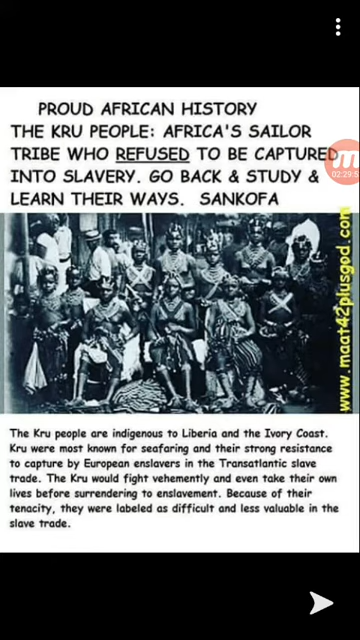 PROUD AFRICAN HISTORY
THE KRU PEOPLE: AFRICA'S SAILOR
TRIBE WHO REFUSED TO BE CAPTURED
INTO SLAVERY. GO BACK & STUDY &
LEARN THEIR WAYS. SANKOFA
02:29:5
www.maat42plusgod.com
The Kru people are indigenous to Liberia and the Ivory Coast.
Kru were most known for seafaring and their strong resistance
to capture by European enslavers in the Transatlantic slave
trade. The Kru would fight vehemently and even take their own
lives before surrendering to enslavement. Because of their
tenacity, they were labeled as difficult and less valuable in the
slave trade.